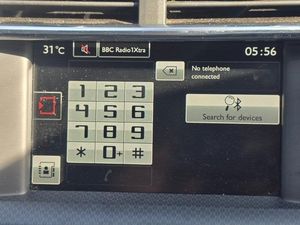 31°C BBC Radio1Xtra 05:56
No telephone
connected
1 2 3
4 5 6
7 8 9
* 0+ #
Search for devices